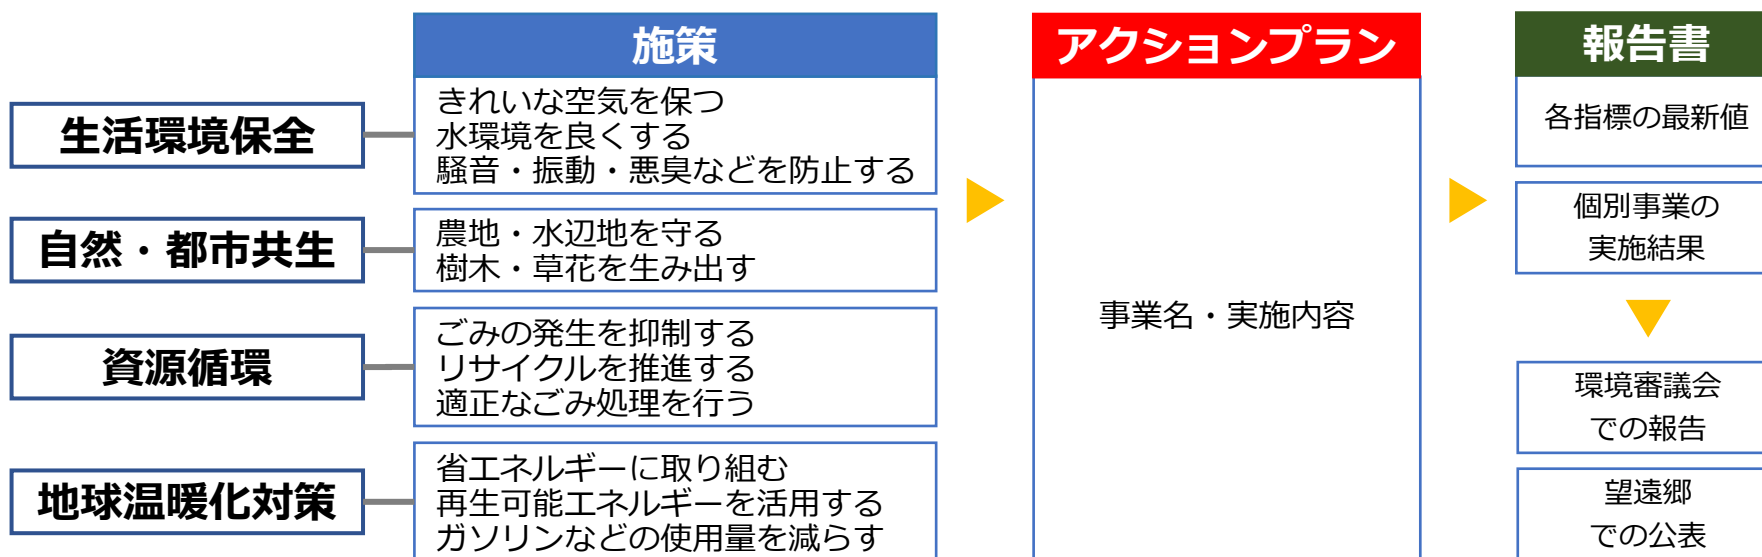 施策
アクションプラン
報告書
生活環境保全
きれいな空気を保つ
水環境を良くする
騒音・振動・悪臭などを防止する
自然・都市共生
農地・水辺地を守る
樹木・草花を生み出す
資源循環
ごみの発生を抑制する
リサイクルを推進する
適正なごみ処理を行う
地球温暖化対策
省エネルギーに取り組む
再生可能エネルギーを活用する
ガソリンなどの使用量を減らす
事業名・実施内容
各指標の最新値
個別事業の
実施結果
環境審議会
での報告
望遠郷
での公表